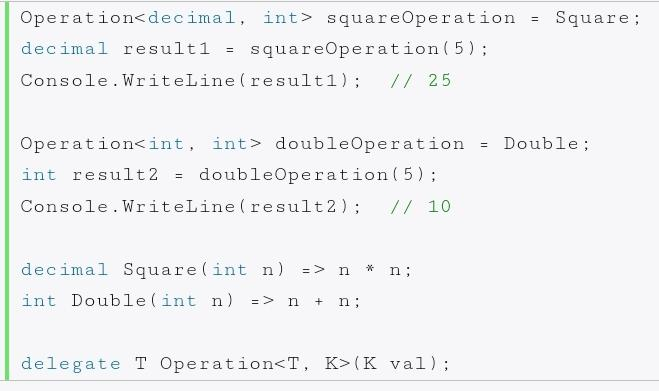 Operation<decimal, int> squareOperation = Square;
decimal result1 = squareOperation(5);
Console.WriteLine(result1);  // 25
Operation<int, int> doubleOperation = Double;
int result2 = doubleOperation(5);
Console.WriteLine(result2);  // 10
decimal Square(int n) => n * n;
int Double(int n) => n + n;
delegate T Operation<T, K>(K val);